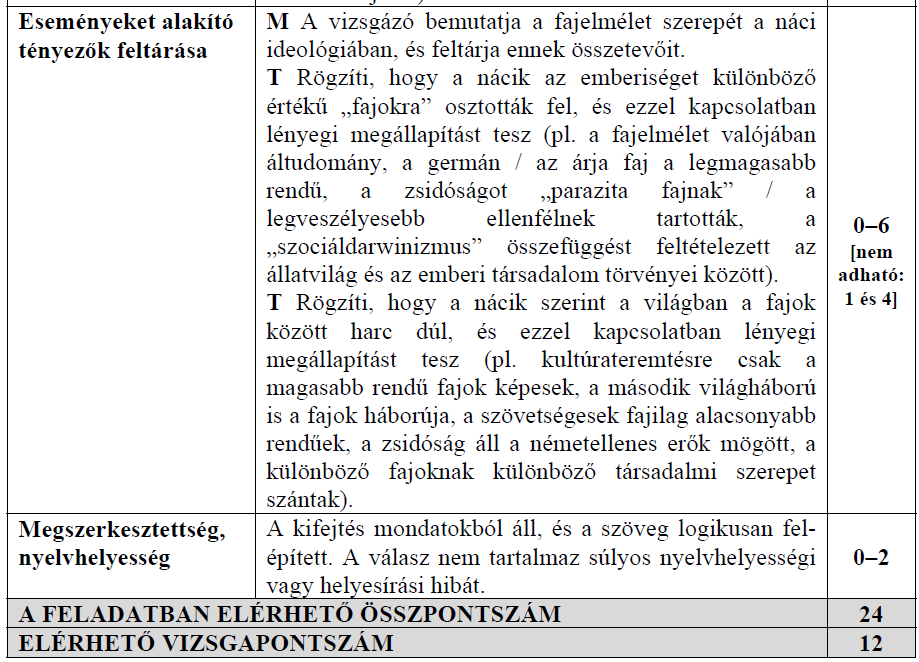 Eseményeket alakító
tényezők feltárása
M A vizsgázó bemutatja a fajelmélet szerepét a náci
ideológiában, és feltárja ennek összetevőit.
T Rögzíti, hogy a nácik az emberiséget különböző
értékű „fajokra” osztották fel, és ezzel kapcsolatban
lényegi megállapítást tesz (pl. a fajelmélet valójában
áltudomány, a germán / az árja faj a legmagasabb
rendű, a zsidóságot „parazita fajnak” / a
legveszélyesebb ellenfélnek tartották, a
„szociáldarwinizmus” összefüggést feltételezett az
állatvilág és az emberi társadalom törvényei között).
T Rögzíti, hogy a nácik szerint a világban a fajok
között harc dúl, és ezzel kapcsolatban lényegi
megállapítást tesz (pl. kultúrateremtésre csak a
magasabb rendű fajok képesek, a második világháború
is a fajok háborúja, a szövetségesek fajilag alacsonyabb
rendűek, a zsidóság áll a németellenes erők mögött, a
különböző fajoknak különböző társadalmi szerepet
szántak).
0–6
[nem
adható:
1 és 4]
Megszerkesztettség,
nyelvhelyesség
A kifejtés mondatokból áll, és a szöveg logikusan fel-
épített. A válasz nem tartalmaz súlyos nyelvhelyességi
vagy helyesírási hibát.
0–2
A FELADATBAN ELÉRHETŐ ÖSSZPONTSZÁM 24
ELÉRHETŐ VIZSGAPONTSZÁM 12